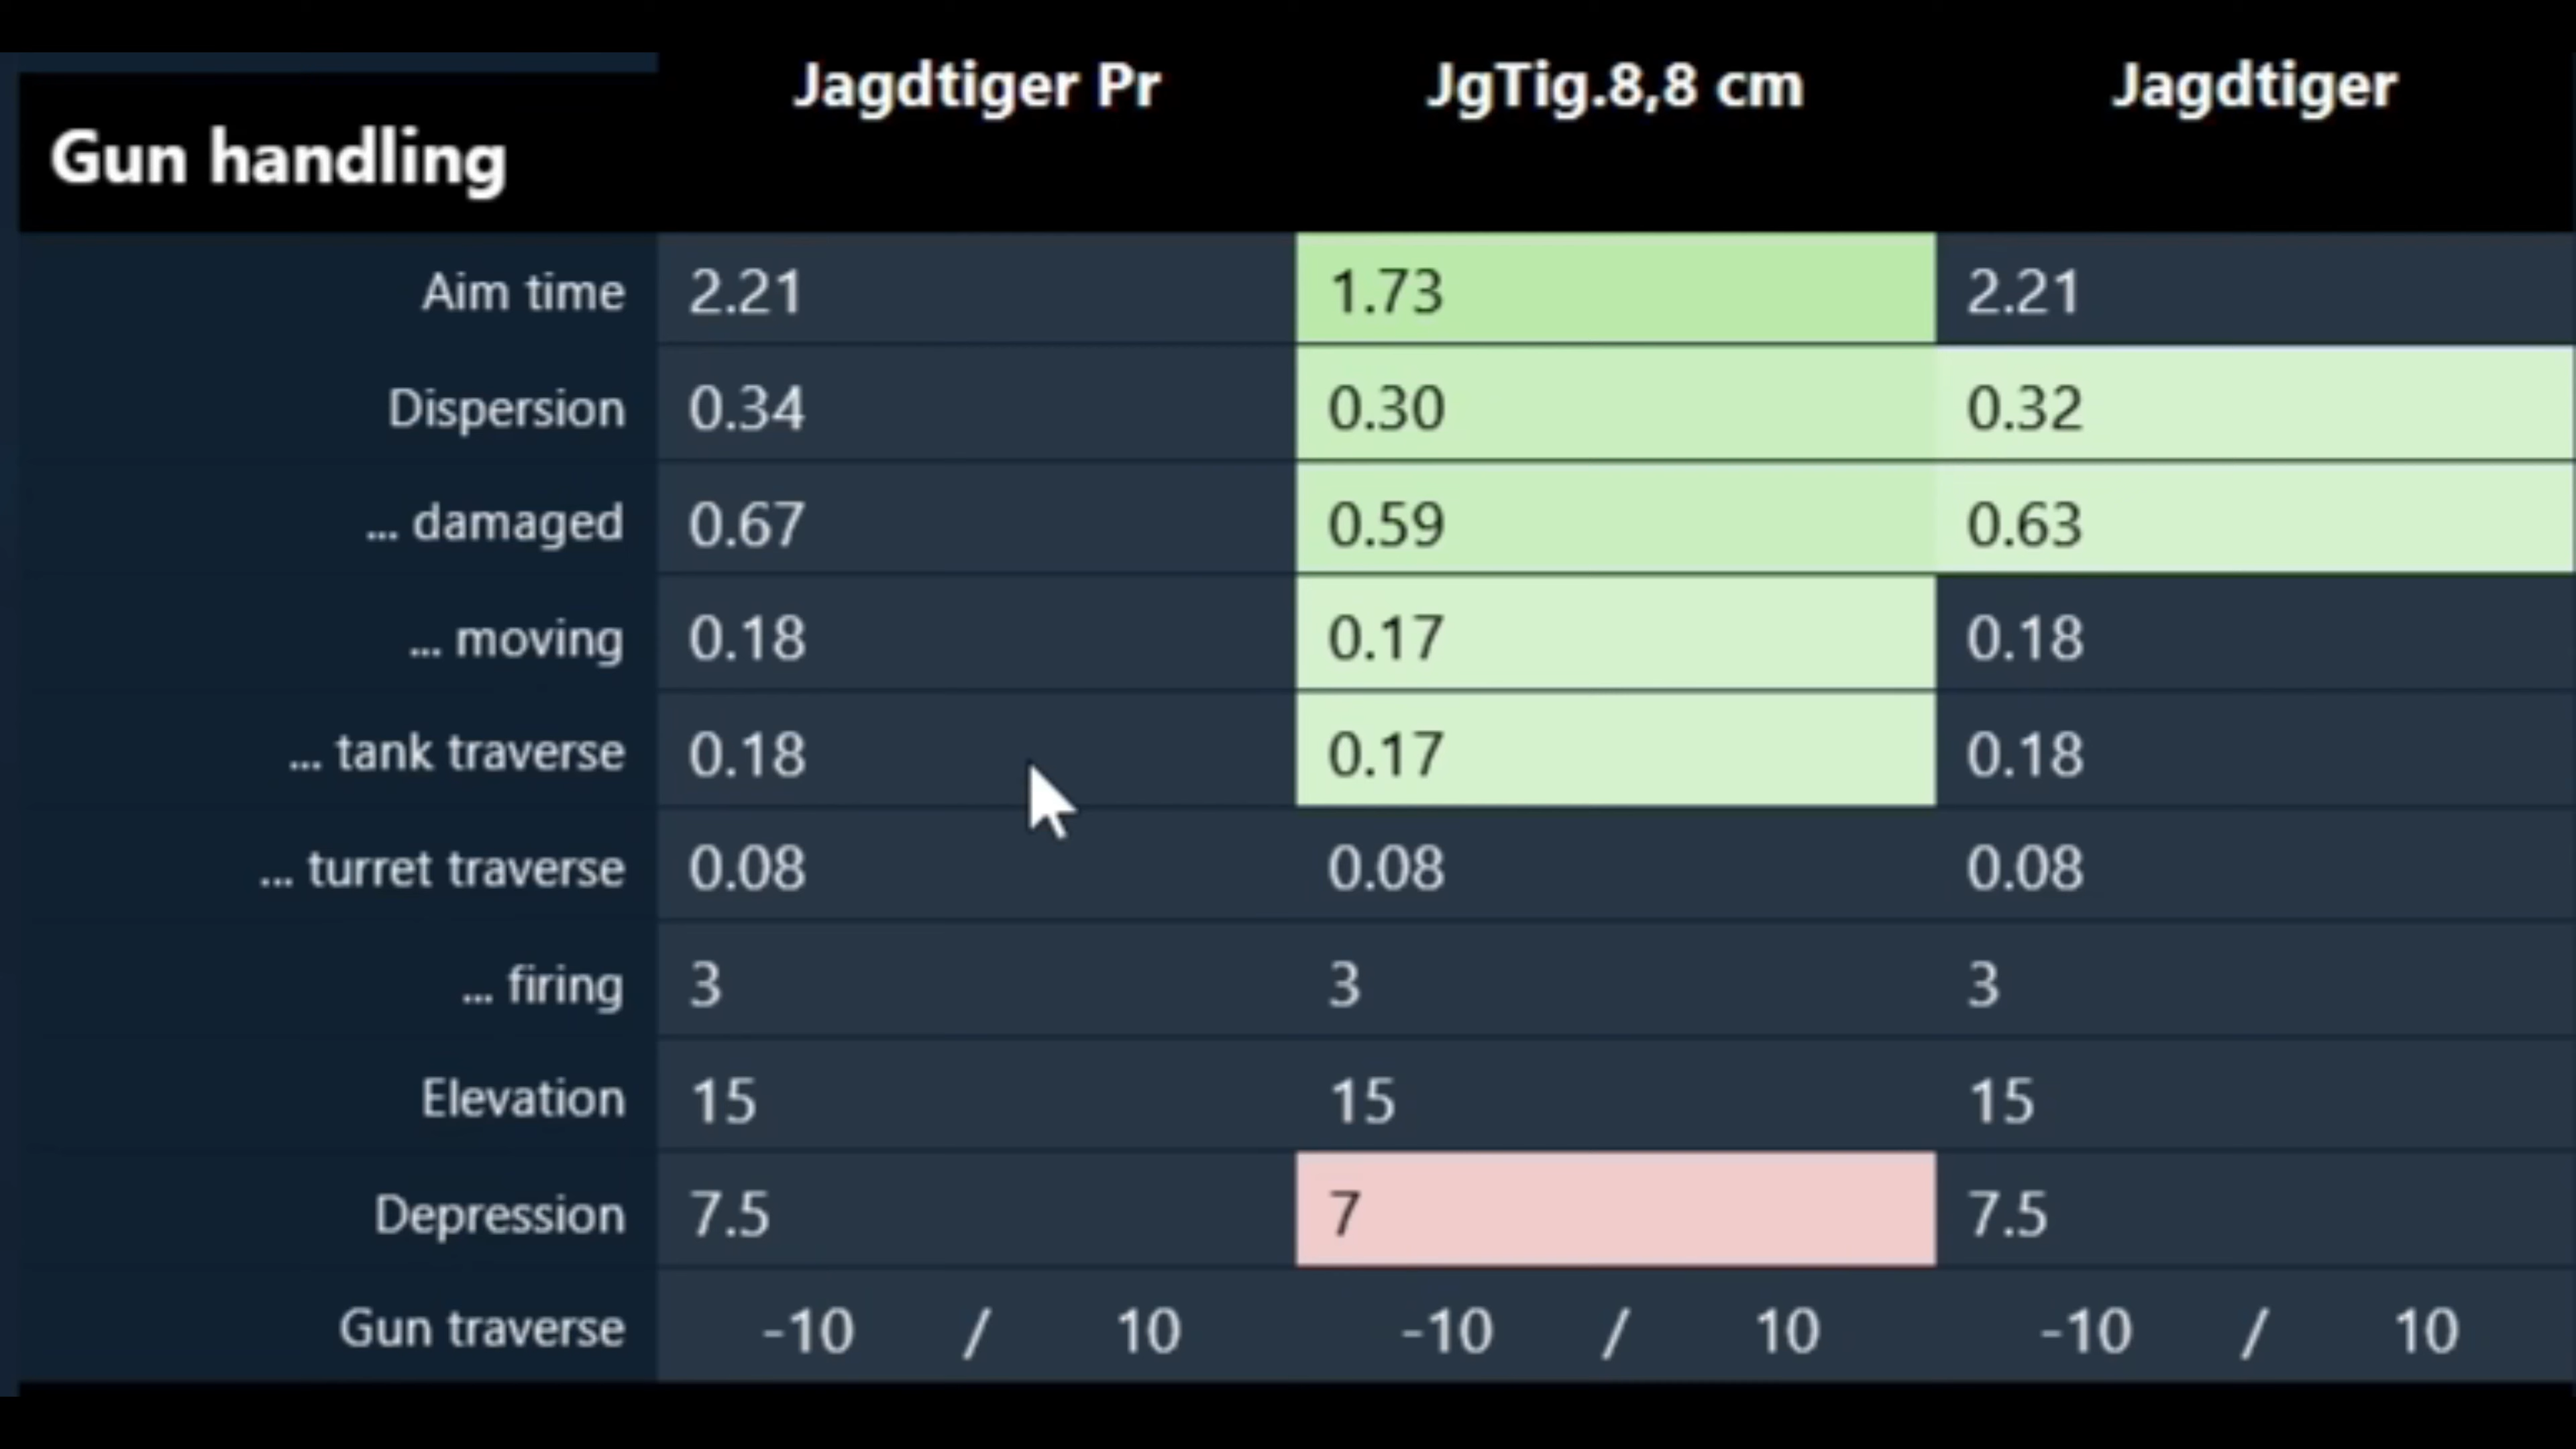 Jagdtiger Pr JgTig.8,8 cm Jagdtiger
Gun handling
Aim time 2.21 1.73 2.21
Dispersion 0.34 0.30 0.32
... damaged 0.67 0.59 0.63
... moving 0.18 0.17 0.18
... tank traverse 0.18 0.17 0.18
... turret traverse 0.08 0.08 0.08
... firing 3 3 3
Elevation 15 15 15
Depression 7.5 7 7.5
Gun traverse -10 / 10 -10 / 10 -10 / 10